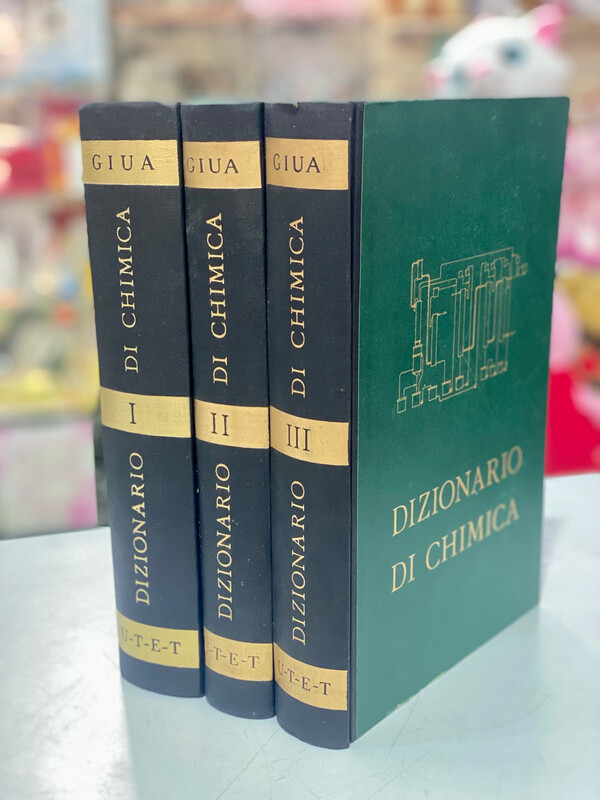 GIUA
DIZIONARIO DI CHIMICA
I
U-T-E-T
GIUA
DIZIONARIO DI CHIMICA
II
-T-E-T
GIUA
DIZIONARIO DI CHIMICA
III
U-T-E-T
DIZIONARIO
DI CHIMICA